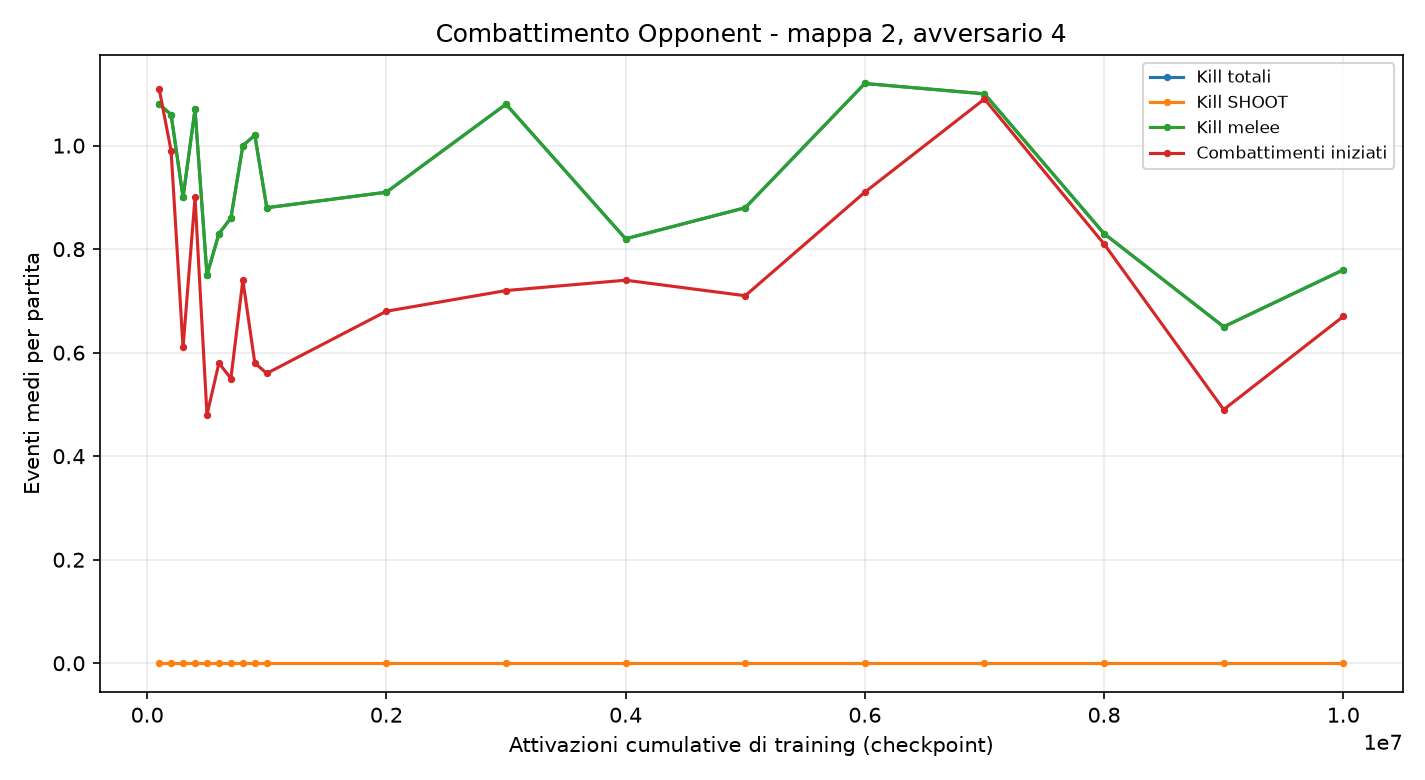 Combattimento Opponent - mappa 2, avversario 4
Kill totali
Kill SHOOT
Kill melee
Combattimenti iniziati
Eventi medi per partita
1.0
0.8
0.6
0.4
0.2
0.0
0.0 0.2 0.4 0.6 0.8 1.0
1e7
Attivazioni cumulative di training (checkpoint)